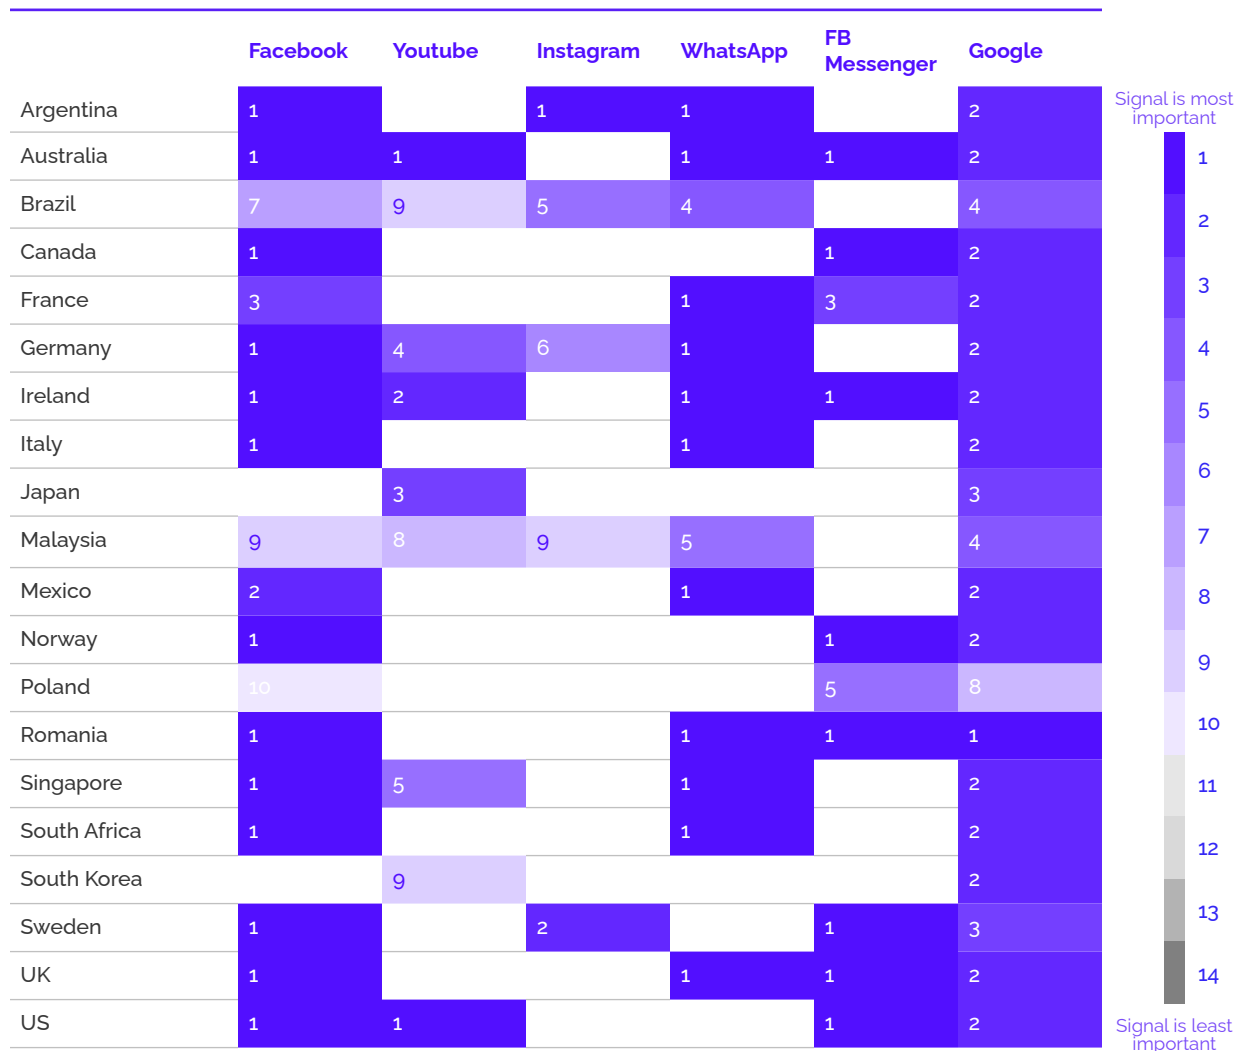 Facebook Youtube Instagram WhatsApp FB Messenger Google
Signal is most
important
Argentina 1 1 1 2
Australia 1 1 1 1 2
Brazil 7 9 5 4 4
Canada 1 1 2
France 3 1 3 2
Germany 1 4 6 1 2
Ireland 1 2 1 1 2
Italy 1 1 2
Japan 3 3
Malaysia 9 8 9 5 4
Mexico 2 1 2
Norway 1 1 2
Poland 10 5 8
Romania 1 1 1 1
Singapore 1 5 1 2
South Africa 1 1 2
South Korea 9 2
Sweden 1 2 1 3
UK 1 1 1 2
US 1 1 1 2
1
2
3
4
5
6
7
8
9
10
11
12
13
14
Signal is least
important